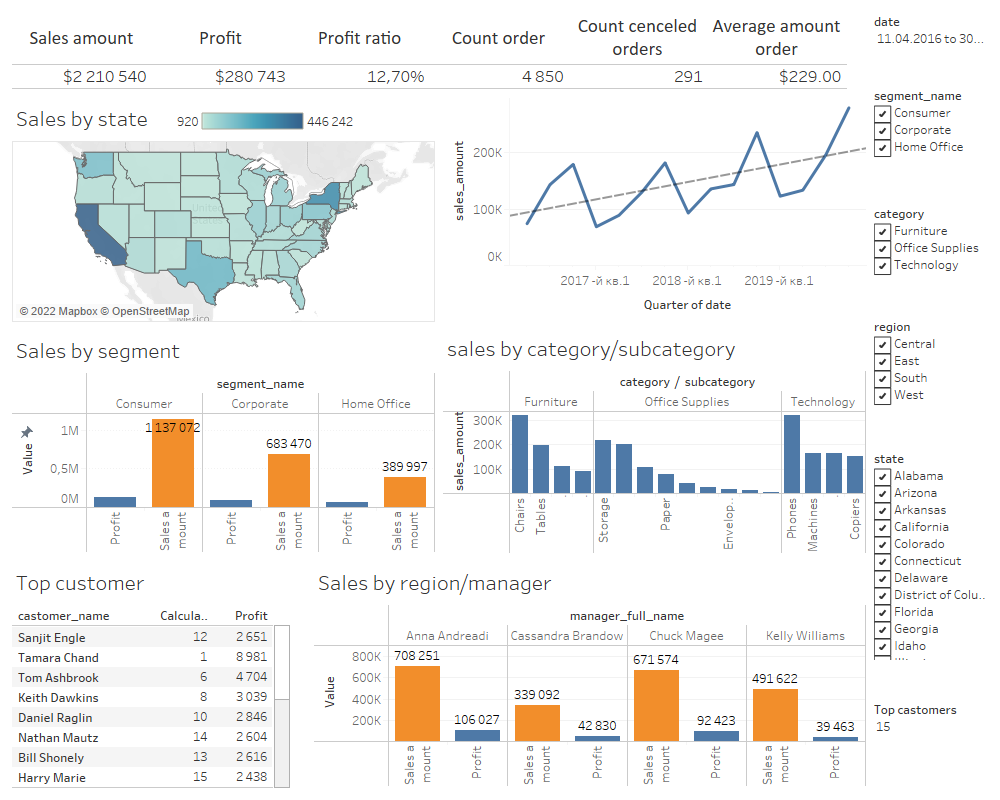 Sales amount
Profit
Profit ratio
Count order
Count cenceled orders
Average amount order
$2 210 540
$280 743
12,70%
4 850
291
$229.00
date
11.04.2016 to 30...
segment_name
Consumer
Corporate
Home Office
category
Furniture
Office Supplies
Technology
region
Central
East
South
West
state
Alabama
Arizona
Arkansas
California
Colorado
Connecticut
Delaware
District of Colu..
Florida
Georgia
Idaho
Top customers
15
Sales by state
920
446 242
© 2022 Mapbox © OpenStreetMap
sales_amount
200K
100K
0K
2017 -й кв.1
2018 -й кв.1
2019 -й кв.1
Quarter of date
Sales by segment
segment_name
Consumer
Corporate
Home Office
Value
1M
0,5M
0M
1 137 072
683 470
389 997
Profit
Sales a mount
Profit
Sales a mount
Profit
Sales a mount
sales by category/subcategory
category / subcategory
Furniture
Office Supplies
Technology
sales_amount
300K
200K
100K
Chairs
Tables
Storage
Paper
Envelop..
Phones
Machines
Copiers
Top customer
castomer_name
Calcula..
Profit
Sanjit Engle 12 2 651
Tamara Chand 1 8 981
Tom Ashbrook 6 4 704
Keith Dawkins 8 3 039
Daniel Raglin 10 2 846
Nathan Mautz 14 2 604
Bill Shonely 13 2 616
Harry Marie 15 2 438
Sales by region/manager
manager_full_name
Anna Andreadi
Cassandra Brandow
Chuck Magee
Kelly Williams
Value
800K
600K
400K
200K
708 251
106 027
339 092
42 830
671 574
92 423
491 622
39 463
Sales a mount
Profit
Sales a mount
Profit
Sales a mount
Profit
Sales a mount
Profit